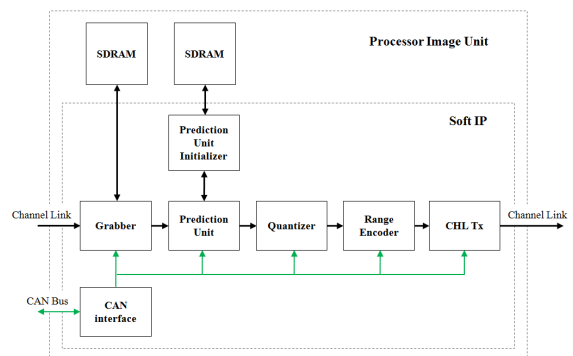 Processor Image Unit
SDRAM
SDRAM
Soft IP
Prediction
Unit
Initializer
Channel Link
Grabber
Prediction
Unit
Quantizer
Range
Encoder
CHL Tx
Channel Link
CAN Bus
CAN
interface